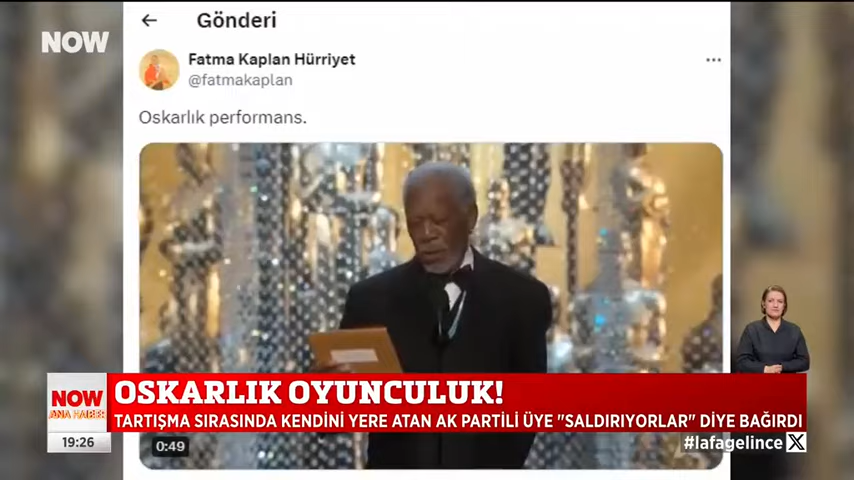 NOW
Gönderi
Fatma Kaplan Hürriyet
@fatmakaplan
Oskarlık performans.
NOW
ANA HABER
19:26
OSKARLIK OYUNCULUK!
TARTIŞMA SIRASINDA KENDİNİ YERE ATAN AK PARTİLİ ÜYE "SALDIRIYORLAR" DİYE BAĞIRDI
#lafagelince X
0:49